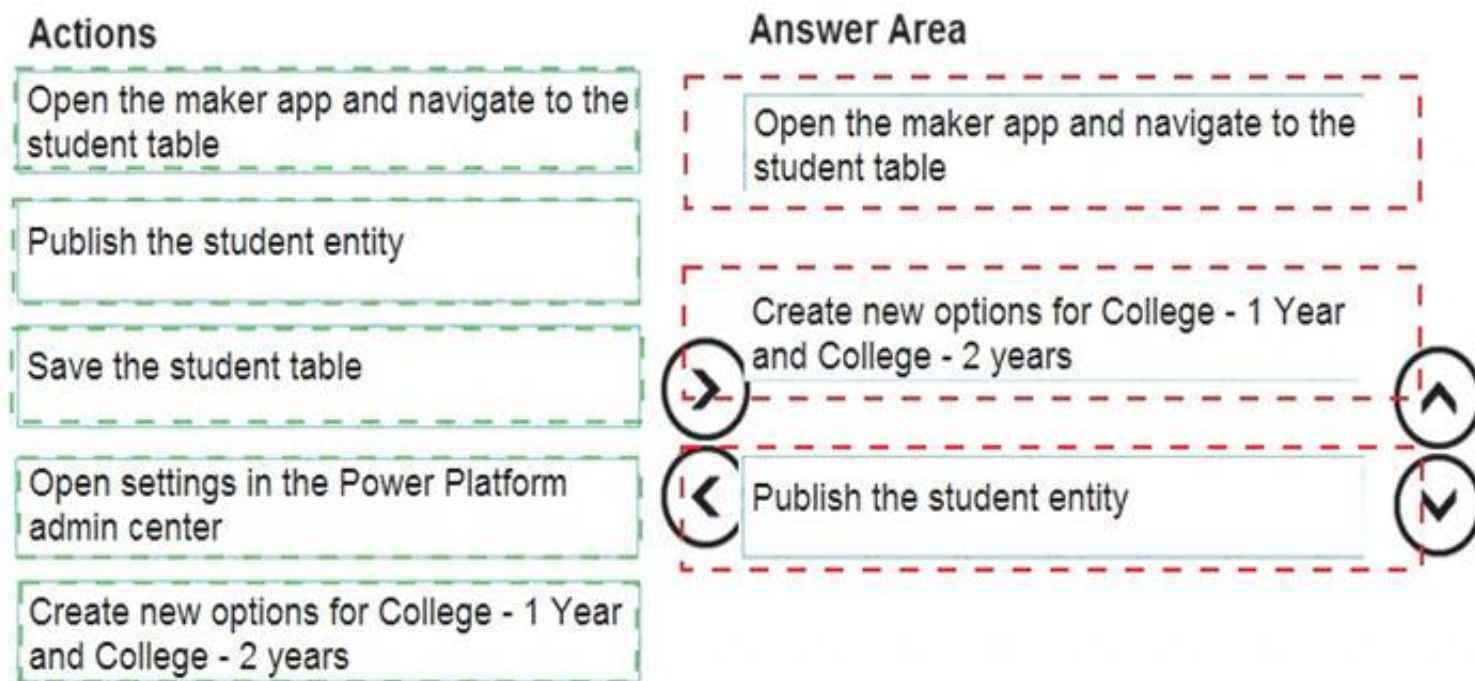 Actions
Open the maker app and navigate to the
student table
Publish the student entity
Save the student table
Open settings in the Power Platform
admin center
Create new options for College - 1 Year
and College - 2 years
Answer Area
Open the maker app and navigate to the
student table
Create new options for College - 1 Year
and College - 2 years
Publish the student entity